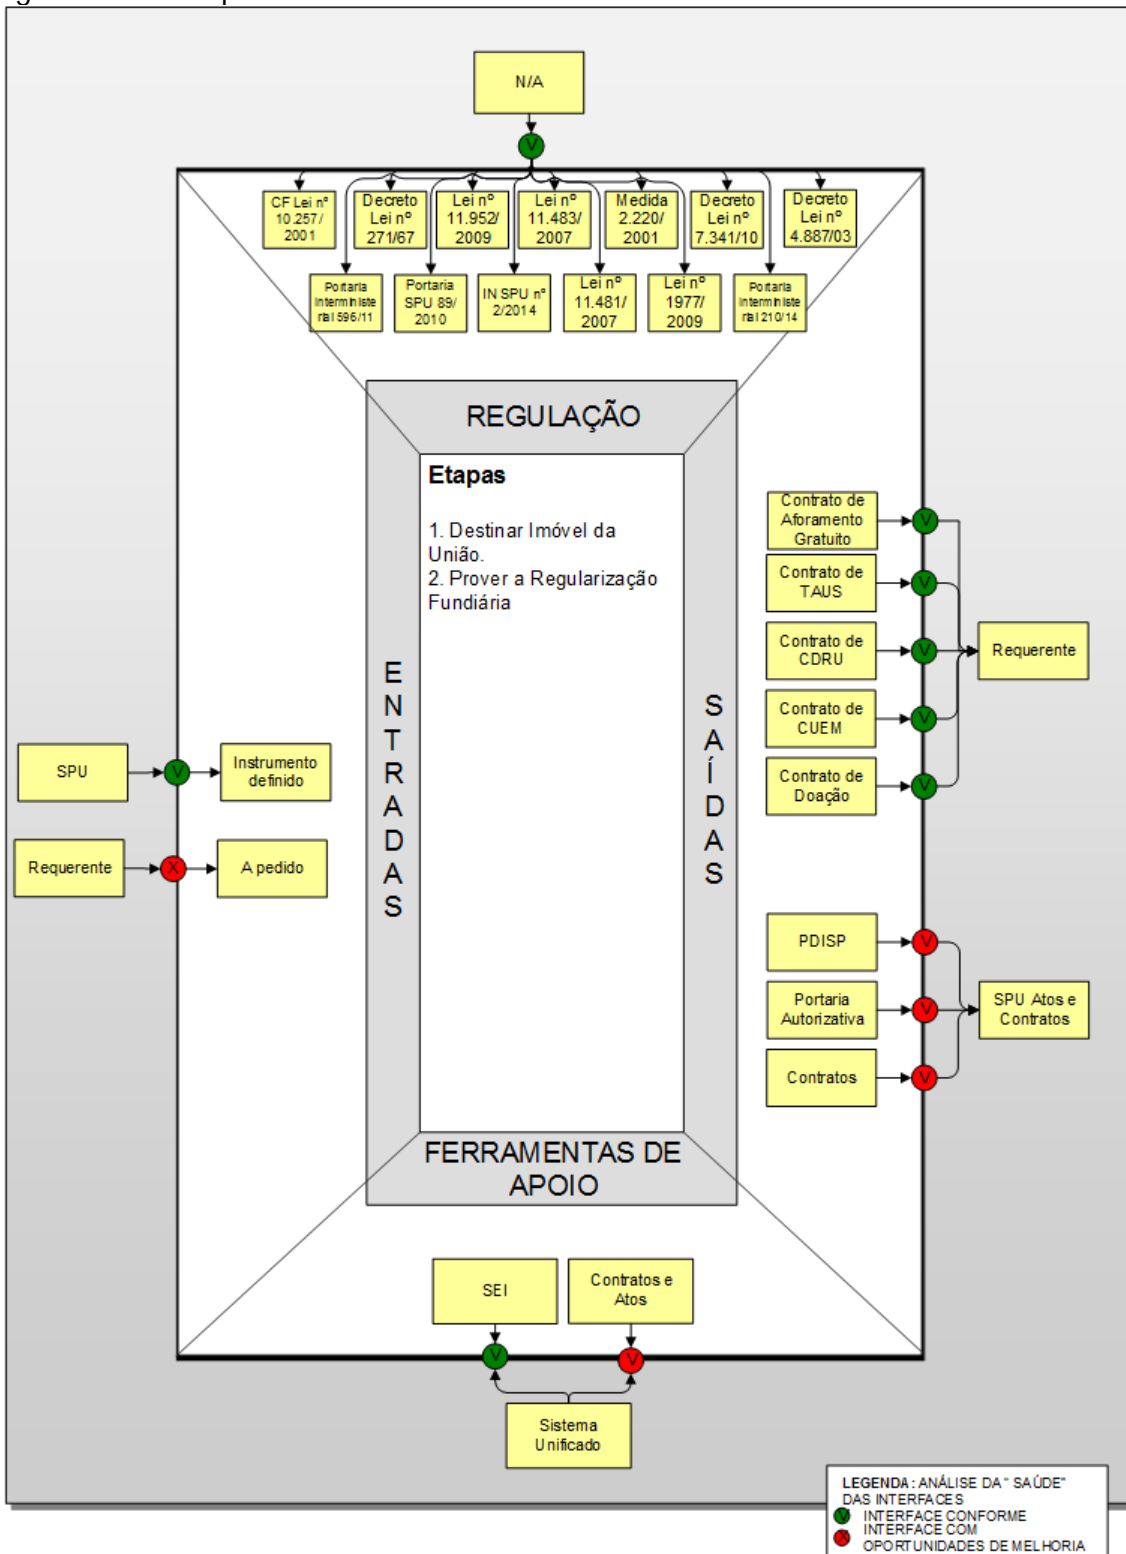 N/A
V
CF Lei nº
10.257/
2001
Decreto
Lei nº
271/67
Lei nº
11.952/
2009
Lei nº
11.483/
2007
Medida
2.220/
2001
Decreto
Lei nº
7.341/10
Decreto
Lei nº
4.887/03
Portaria
Interministe
rial 596/11
Portaria
SPU 89/
2010
IN SPU nº
2/2014
Lei nº
11.481/
2007
Lei nº
1977/
2009
Portaria
Interministe
rial 210/14
REGULAÇÃO
Etapas
1. Destinar Imóvel da
União.
2. Prover a Regularização
Fundiária
ENTRADAS
SAÍDAS
SPU
V
Instrumento
definido
Requerente
X
A pedido
Contrato de
Aforamento
Gratuito
V
Contrato de
TAUS
V
Contrato de
CDRU
V
Contrato de
CUEM
V
Contrato de
Doação
V
Requerente
PDISP
V
Portaria
Autorizativa
V
Contratos
V
SPU Atos e
Contratos
FERRAMENTAS DE
APOIO
SEI
V
Contratos e
Atos
V
Sistema
Unificado
LEGENDA: ANÁLISE DA " SAÚDE"
DAS INTERFACES
V INTERFACE CONFORME
X INTERFACE COM
OPORTUNIDADES DE MELHORIA